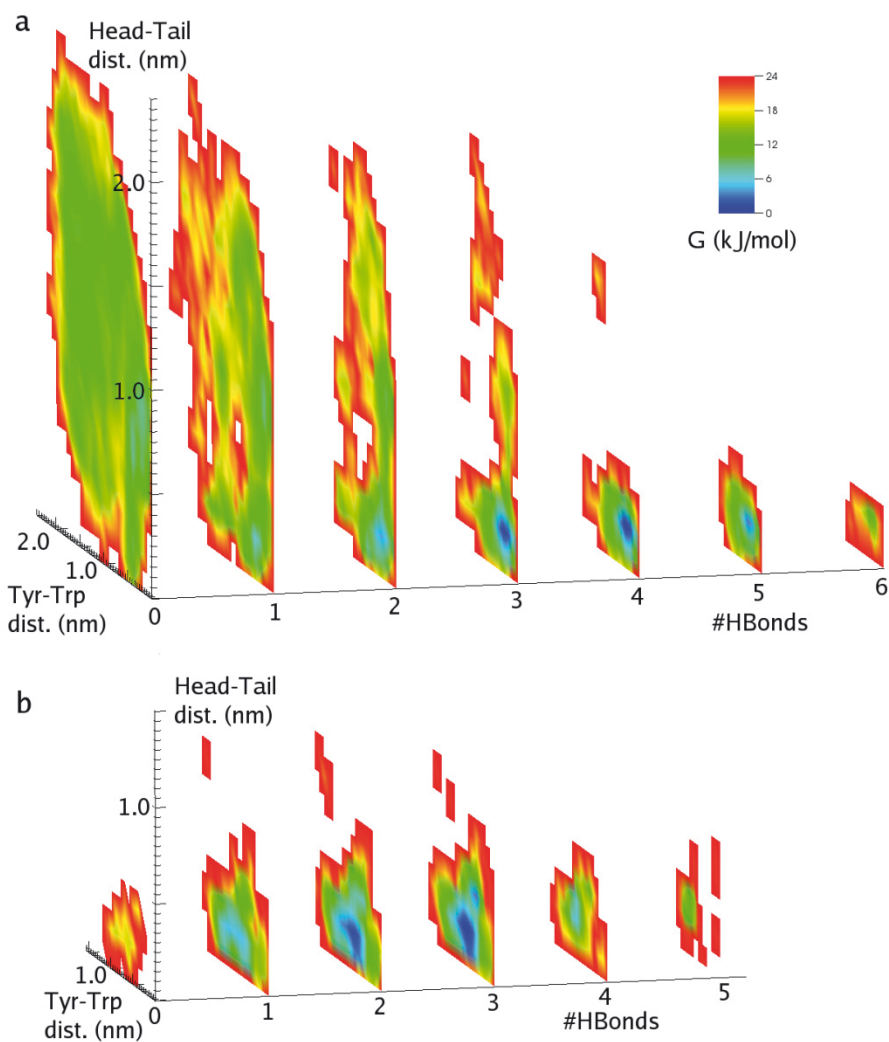 a
Head-Tail
dist. (nm)
24
18
12
6
0
G (kJ/mol)
2.0
1.0
2.0
1.0
Tyr-Trp
dist. (nm)
0
1
2
3
4
5
6
#HBonds
b
Head-Tail
dist. (nm)
1.0
1.0
Tyr-Trp
dist. (nm)
0
1
2
3
4
5
#HBonds